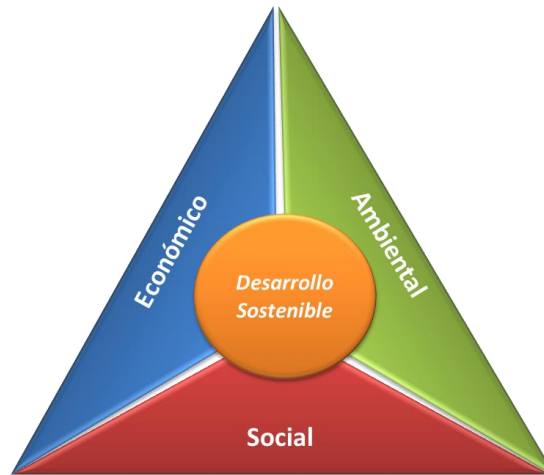 Económico
Ambiental
Desarrollo
Sostenible
Social